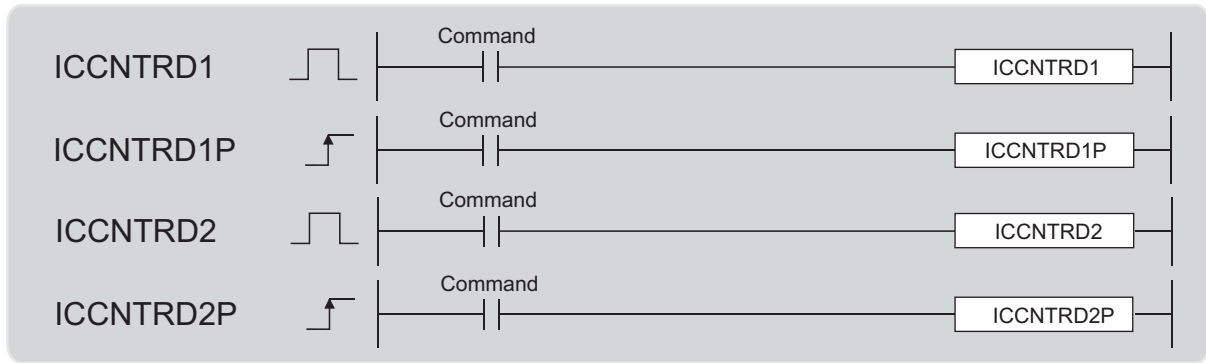 Command
ICCNTRD1 ICCNTRD1
Command
ICCNTRD1P ICCNTRD1P
Command
ICCNTRD2 ICCNTRD2
Command
ICCNTRD2P ICCNTRD2P